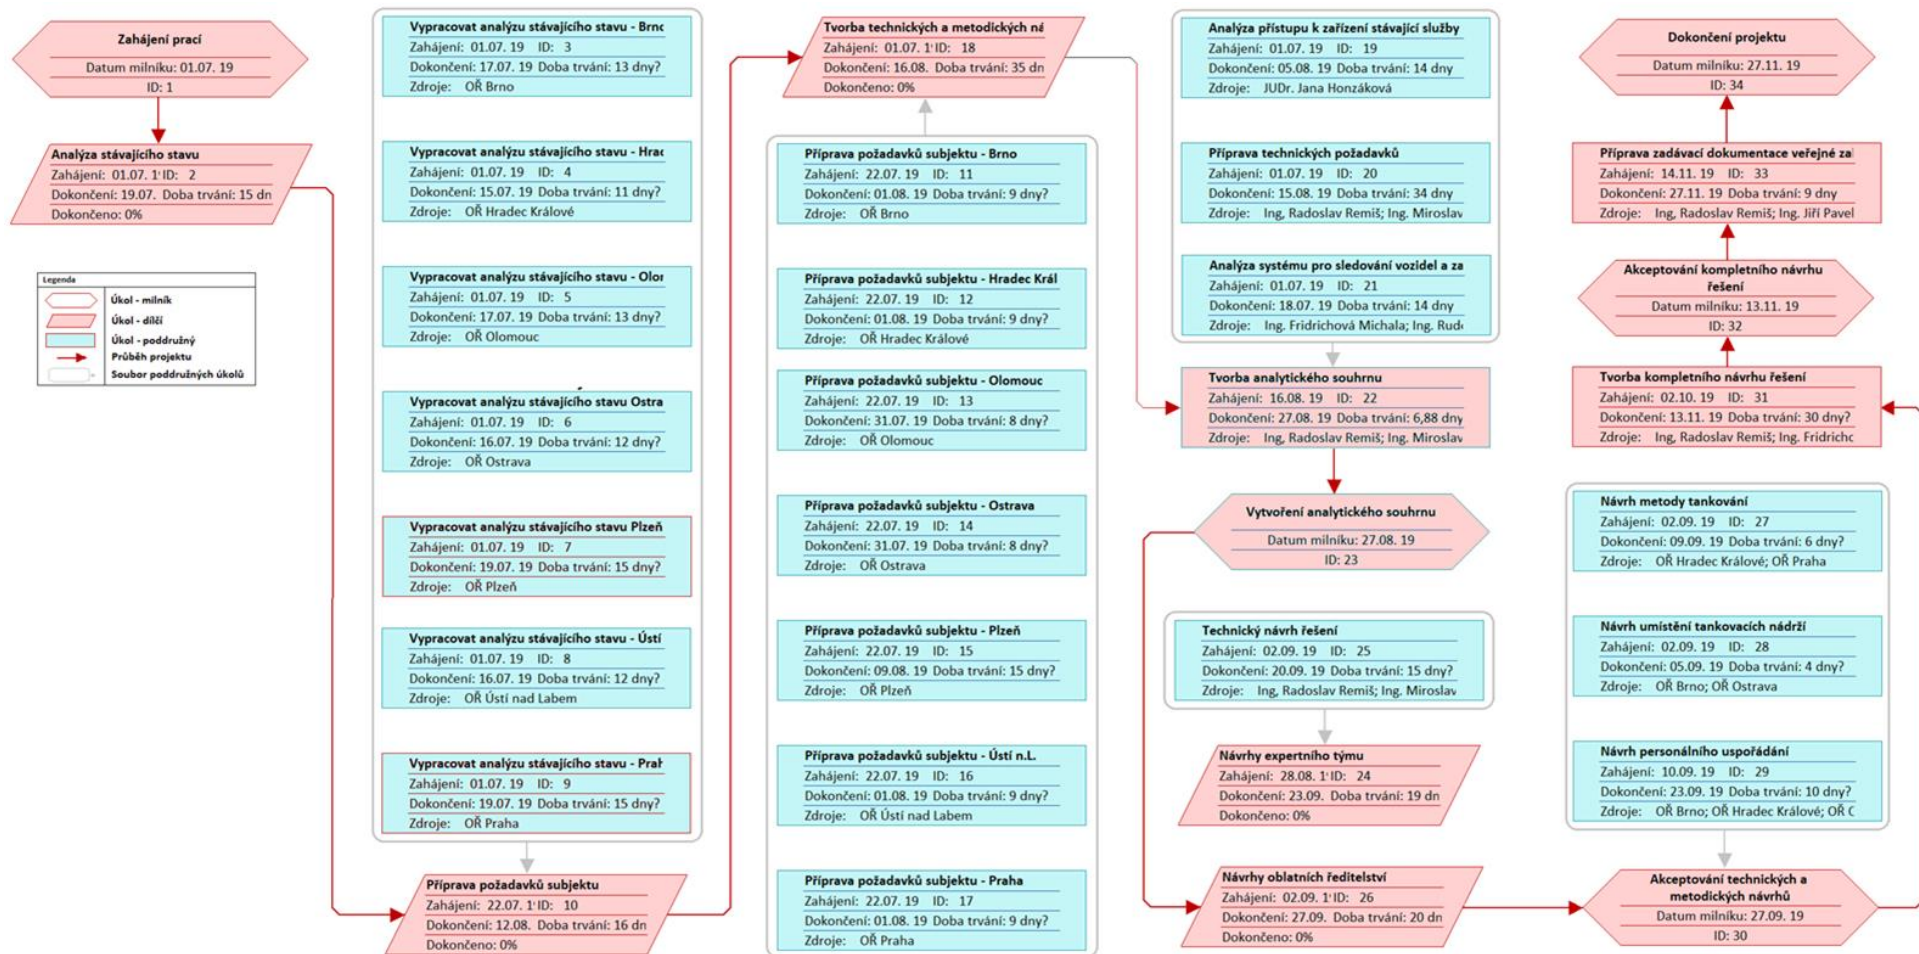 Zahájení prací
Datum milníku: 01.07. 19
ID: 1
Analýza stávajícího stavu
Zahájení: 01.07. 1 ID: 2
Dokončení: 19.07. Doba trvání: 15 dn
Dokončeno: 0%
Legenda
Úkol - milník
Úkol - dílčí
Úkol - poddružný
Průběh projektu
Soubor poddružných úkolů
Vypracovat analýzu stávajícího stavu - Brno
Zahájení: 01.07. 19 ID: 3
Dokončení: 17.07. 19 Doba trvání: 13 dny?
Zdroje: OŘ Brno
Vypracovat analýzu stávajícího stavu - Hrad
Zahájení: 01.07. 19 ID: 4
Dokončení: 15.07. 19 Doba trvání: 11 dny?
Zdroje: OŘ Hradec Králové
Vypracovat analýzu stávajícího stavu - Olor
Zahájení: 01.07. 19 ID: 5
Dokončení: 17.07. 19 Doba trvání: 13 dny?
Zdroje: OŘ Olomouc
Vypracovat analýzu stávajícího stavu Ostra
Zahájení: 01.07. 19 ID: 6
Dokončení: 16.07. 19 Doba trvání: 12 dny?
Zdroje: OŘ Ostrava
Vypracovat analýzu stávajícího stavu Plzeň
Zahájení: 01.07. 19 ID: 7
Dokončení: 19.07. 19 Doba trvání: 15 dny?
Zdroje: OŘ Plzeň
Vypracovat analýzu stávajícího stavu - Ústí
Zahájení: 01.07. 19 ID: 8
Dokončení: 16.07. 19 Doba trvání: 12 dny?
Zdroje: OŘ Ústí nad Labem
Vypracovat analýzu stávajícího stavu - Prah
Zahájení: 01.07. 19 ID: 9
Dokončení: 19.07. 19 Doba trvání: 15 dny?
Zdroje: OŘ Praha
Příprava požadavků subjektu
Zahájení: 22.07. 1 ID: 10
Dokončení: 12.08. Doba trvání: 16 dn
Dokončeno: 0%
Tvorba technických a metodických ná
Zahájení: 01.07. 1 ID: 18
Dokončení: 16.08. Doba trvání: 35 dn
Dokončeno: 0%
Příprava požadavků subjektu - Brno
Zahájení: 22.07. 19 ID: 11
Dokončení: 01.08. 19 Doba trvání: 9 dny?
Zdroje: OŘ Brno
Příprava požadavků subjektu - Hradec Král
Zahájení: 22.07. 19 ID: 12
Dokončení: 01.08. 19 Doba trvání: 9 dny?
Zdroje: OŘ Hradec Králové
Příprava požadavků subjektu - Olomouc
Zahájení: 22.07. 19 ID: 13
Dokončení: 31.07. 19 Doba trvání: 8 dny?
Zdroje: OŘ Olomouc
Příprava požadavků subjektu - Ostrava
Zahájení: 22.07. 19 ID: 14
Dokončení: 31.07. 19 Doba trvání: 8 dny?
Zdroje: OŘ Ostrava
Příprava požadavků subjektu - Plzeň
Zahájení: 22.07. 19 ID: 15
Dokončení: 09.08. 19 Doba trvání: 15 dny?
Zdroje: OŘ Plzeň
Příprava požadavků subjektu - Ústí n.L.
Zahájení: 22.07. 19 ID: 16
Dokončení: 01.08. 19 Doba trvání: 9 dny?
Zdroje: OŘ Ústí nad Labem
Příprava požadavků subjektu - Praha
Zahájení: 22.07. 19 ID: 17
Dokončení: 01.08. 19 Doba trvání: 9 dny?
Zdroje: OŘ Praha
Analýza přístupu k zařízení stávající služby
Zahájení: 01.07. 19 ID: 19
Dokončení: 05.08. 19 Doba trvání: 14 dny
Zdroje: JUDr. Jana Honzáková
Příprava technických požadavků
Zahájení: 01.07. 19 ID: 20
Dokončení: 15.08. 19 Doba trvání: 34 dny
Zdroje: Ing, Radoslav Remiš; Ing. Miroslav
Analýza systému pro sledování vozidel a za
Zahájení: 01.07. 19 ID: 21
Dokončení: 18.07. 19 Doba trvání: 14 dny
Zdroje: Ing. Fridrichová Michala; Ing. Rud
Tvorba analytického souhrnu
Zahájení: 16.08. 19 ID: 22
Dokončení: 27.08. 19 Doba trvání: 6,88 dny
Zdroje: Ing, Radoslav Remiš; Ing. Miroslav
Vytvoření analytického souhrnu
Datum milníku: 27.08. 19
ID: 23
Technický návrh řešení
Zahájení: 02.09. 19 ID: 25
Dokončení: 20.09. 19 Doba trvání: 15 dny?
Zdroje: Ing, Radoslav Remiš; Ing. Miroslav
Návrhy expertního týmu
Zahájení: 28.08. 1 ID: 24
Dokončení: 23.09. Doba trvání: 19 dn
Dokončeno: 0%
Návrhy oblatních ředitelství
Zahájení: 02.09. 1 ID: 26
Dokončení: 27.09. Doba trvání: 20 dn
Dokončeno: 0%
Dokončení projektu
Datum milníku: 27.11. 19
ID: 34
Příprava zadávací dokumentace veřejné za
Zahájení: 14.11. 19 ID: 33
Dokončení: 27.11. 19 Doba trvání: 9 dny
Zdroje: Ing, Radoslav Remiš; Ing. Jiří Pavel
Akceptování kompletního návrhu
řešení
Datum milníku: 13.11. 19
ID: 32
Tvorba kompletního návrhu řešení
Zahájení: 02.10. 19 ID: 31
Dokončení: 13.11. 19 Doba trvání: 30 dny?
Zdroje: Ing, Radoslav Remiš; Ing. Fridricho
Návrh metody tankování
Zahájení: 02.09. 19 ID: 27
Dokončení: 09.09. 19 Doba trvání: 6 dny?
Zdroje: OŘ Hradec Králové; OŘ Praha
Návrh umístění tankovacích nádrží
Zahájení: 02.09. 19 ID: 28
Dokončení: 05.09. 19 Doba trvání: 4 dny?
Zdroje: OŘ Brno; OŘ Ostrava
Návrh personálního uspořádání
Zahájení: 10.09. 19 ID: 29
Dokončení: 23.09. 19 Doba trvání: 10 dny?
Zdroje: OŘ Brno; OŘ Hradec Králové; OŘ
Akceptování technických a
metodických návrhů
Datum milníku: 27.09. 19
ID: 30